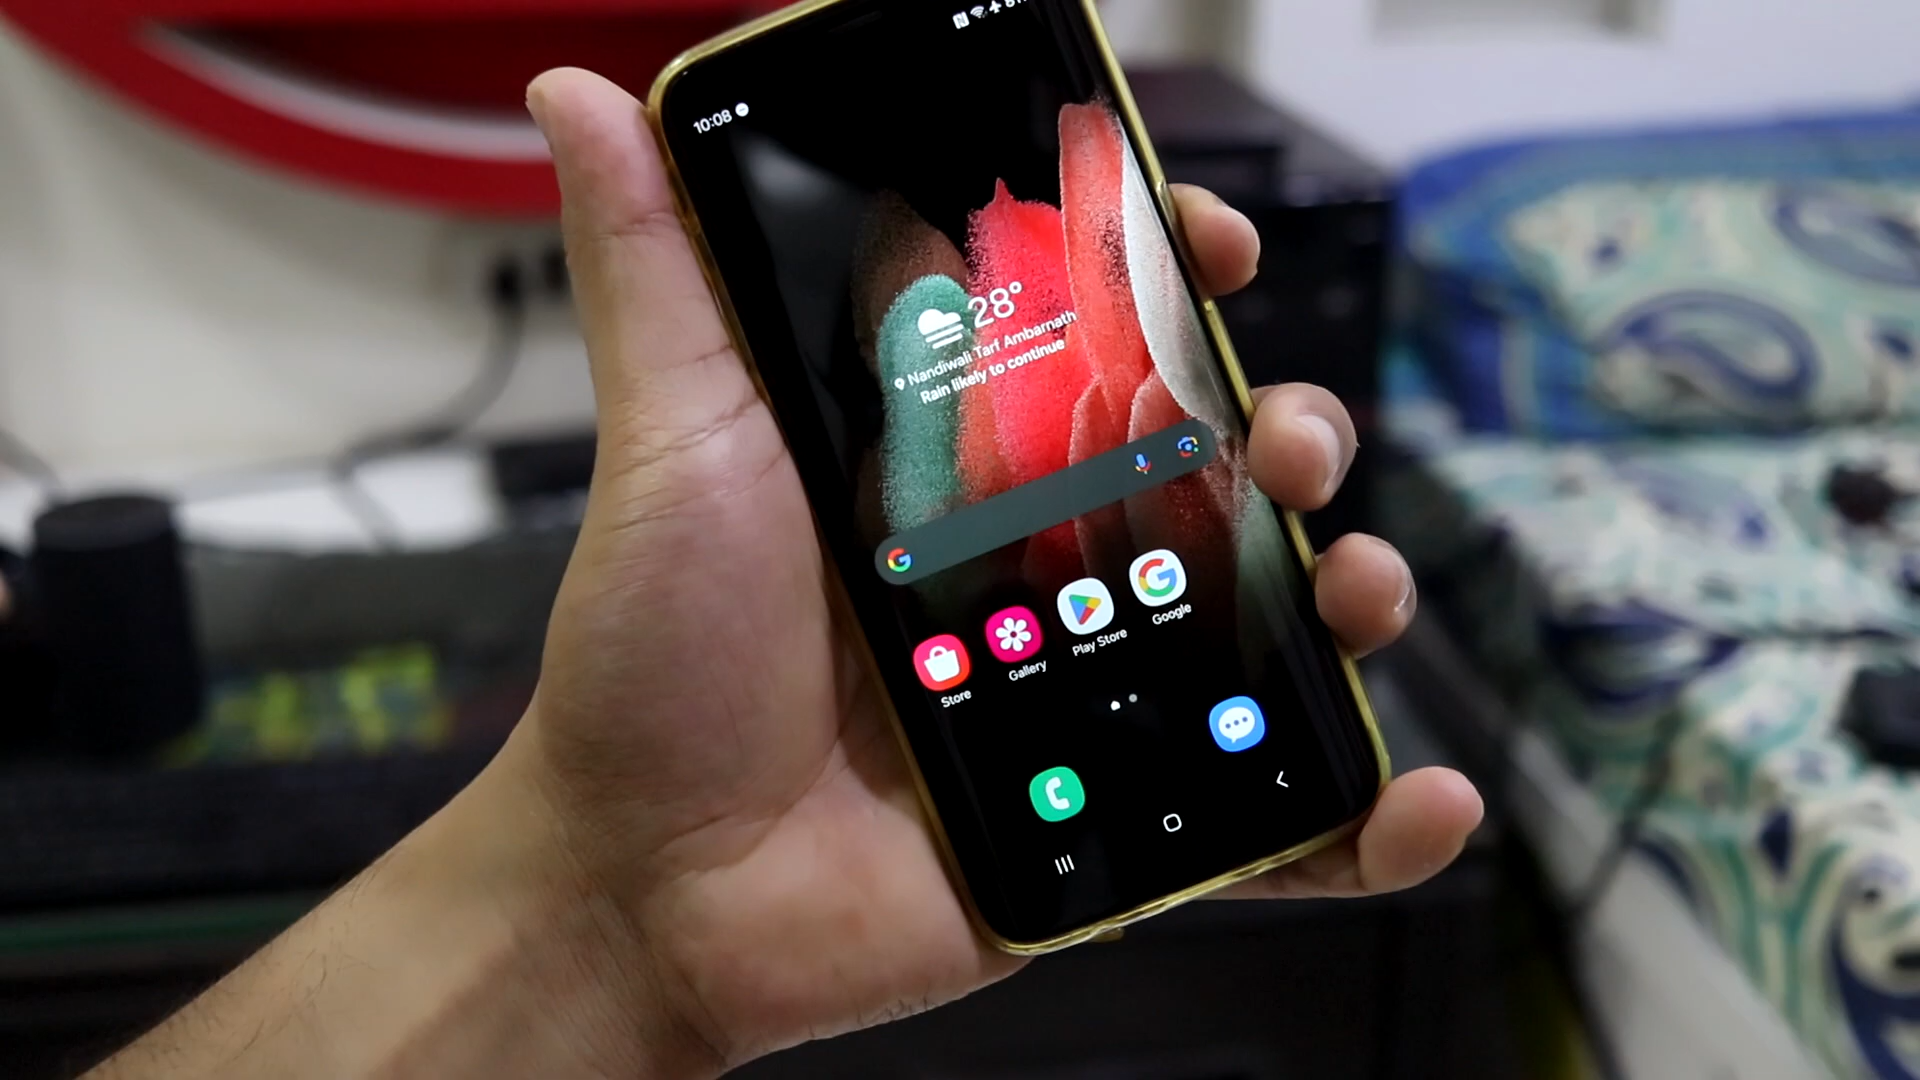 10:08
28°
Nandiwali Tarf Ambarnath
Rain likely to continue
Store
Gallery
Play Store
Google